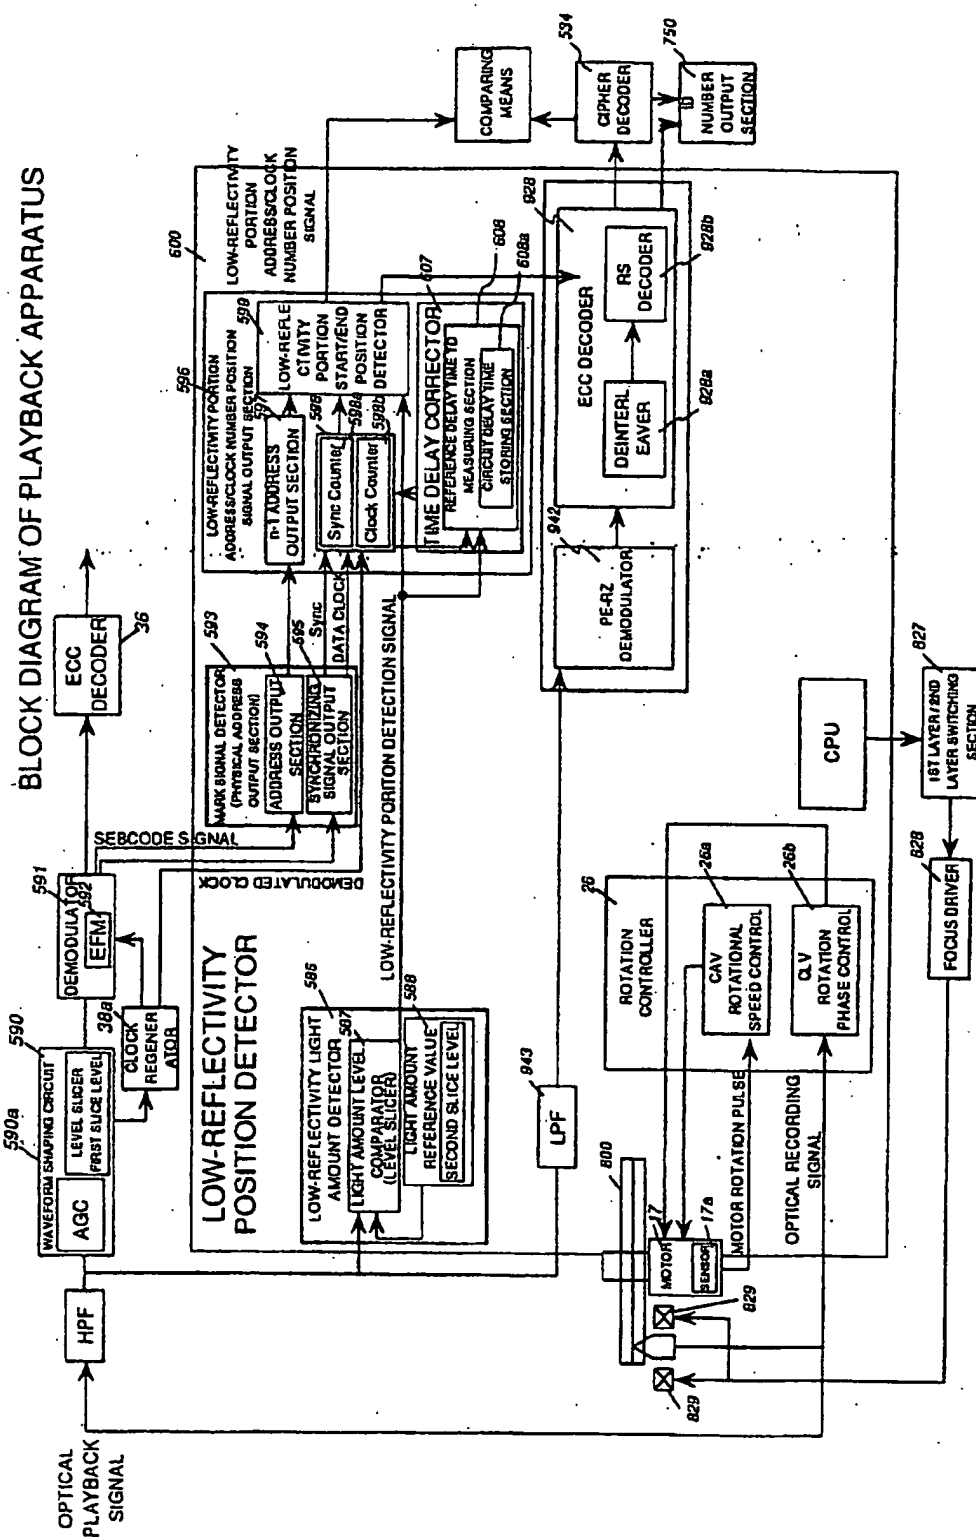 BLOCK DIAGRAM OF PLAYBACK APPARATUS
OPTICAL
PLAYBACK
SIGNAL
HPF
590a
590
WAVEFORM SHAPING CIRCUIT
AGC
LEVEL SLICER
FIRST SLICE LEVEL
38a
CLOCK
REGENER
ATOR
591
DEMODULATOR
592
EFM
ECC
DECODER
36
SEBCODE SIGNAL
DEMODULATED CLOCK
LOW-REFLECTIVITY
POSITION DETECTOR
600
586
LOW-REFLECTIVITY LIGHT
AMOUNT DETECTOR
587
LIGHT AMOUNT LEVEL
COMPARATOR
(LEVEL SLICER)
588
LIGHT AMOUNT
REFERENCE VALUE
SECOND SLICE LEVEL
LOW-REFLECTIVITY PORITON DETECTION SIGNAL
593
MARK SIGNAL DETECTOR
(PHYSICAL ADDRESS
OUTPUT SECTION)
594
ADDRESS OUTPUT
SECTION
595
SYNCHRONIZING
SIGNAL OUTPUT
SECTION
Sync
DATA CLOCK
596
LOW-REFLECTIVITY PORTION
ADDRESS/CLOCK NUMBER POSITION
SIGNAL OUTPUT SECTION
597
n-1 ADDRESS
OUTPUT SECTION
598
598a
Sync Counter
598b
Clock Counter
599
LOW-REFLE
CTIVITY
PORTION
START/END
POSITION
DETECTOR
LOW-REFLECTIVITY
PORTION
ADDRESS/CLOCK
NUMBER POSITION
SIGNAL
607
TIME DELAY CORRECTOR
608
REFERENCE DELAY TIME TO
MEASURING SECTION
608a
CIRCUIT DELAY TIME
STORING SECTION
COMPARING
MEANS
534
CIPHER
DECODER
750
ID
NUMBER
OUTPUT
SECTION
943
LPF
942
PE-RZ
DEMODULATOR
928
ECC DECODER
928a
DEINTERL
EAVER
928b
RS
DECODER
800
17
MOTOR
17a
SENSOR
829
829
MOTOR ROTATION PULSE
OPTICAL RECORDING
SIGNAL
26
ROTATION
CONTROLLER
26a
CAV
ROTATIONAL
SPEED CONTROL
26b
CLV
ROTATION
PHASE CONTROL
CPU
827
1ST LAYER / 2ND
LAYER SWITCHING
SECTION
828
FOCUS DRIVER